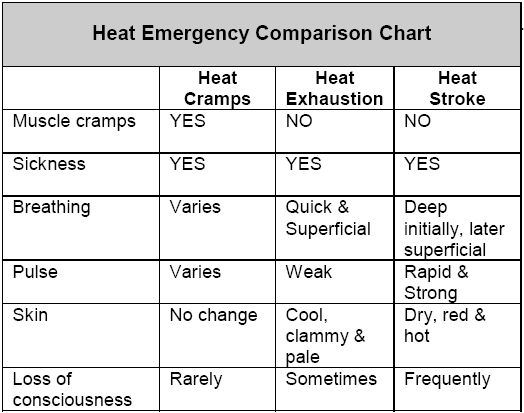 Heat Emergency Comparison Chart
Heat Cramps
Heat Exhaustion
Heat Stroke
Muscle cramps YES NO NO
Sickness YES YES YES
Breathing Varies Quick & Superficial Deep initially, later superficial
Pulse Varies Weak Rapid & Strong
Skin No change Cool, clammy & pale Dry, red & hot
Loss of consciousness Rarely Sometimes Frequently